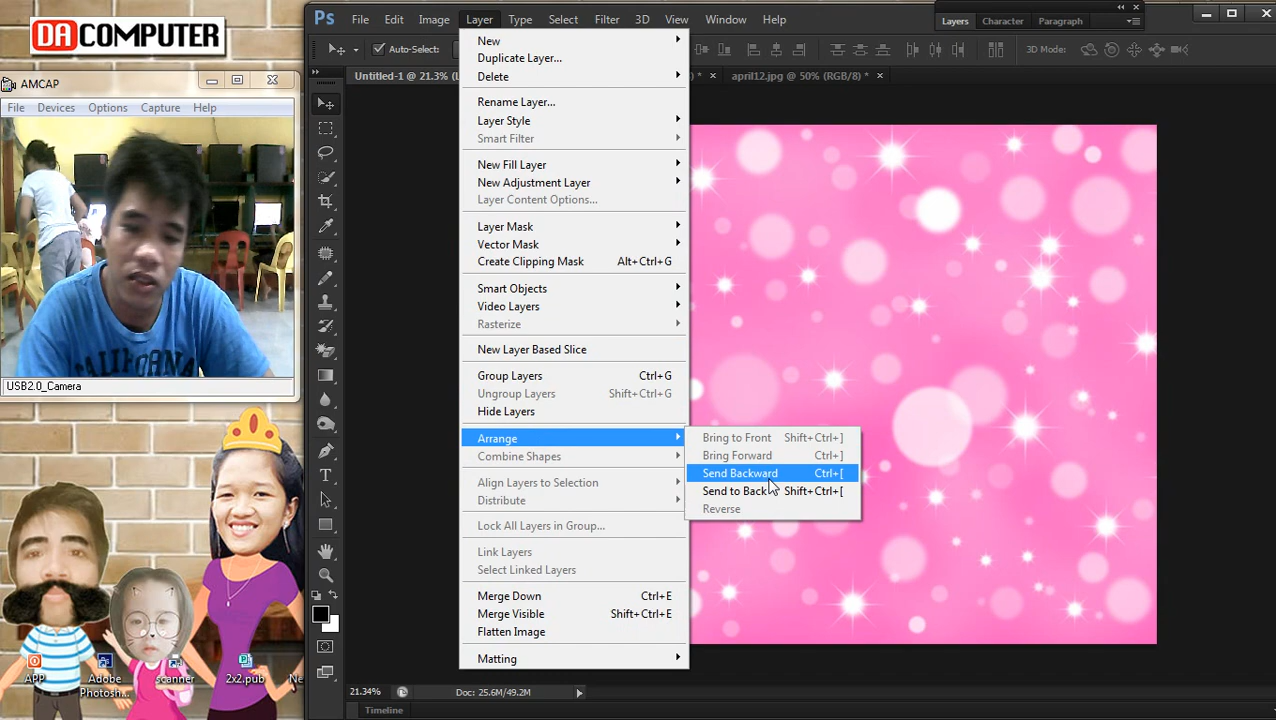 DACOMPUTER
AMCAP
File Devices Options Capture Help
CALIFORNIA
USB2.0_Camera
APP
Adobe Photosh...
scanner
2x2.pub
Ne
Ps File Edit Image Layer Type Select Filter 3D View Window Help
Layers Character Paragraph
Auto-Select:
3D Mode:
Untitled-1 @ 21.3% (L
) * × april12.jpg @ 50% (RGB/8) * ×
New
Duplicate Layer...
Delete
Rename Layer...
Layer Style
Smart Filter
New Fill Layer
New Adjustment Layer
Layer Content Options...
Layer Mask
Vector Mask
Create Clipping Mask Alt+Ctrl+G
Smart Objects
Video Layers
Rasterize
New Layer Based Slice
Group Layers Ctrl+G
Ungroup Layers Shift+Ctrl+G
Hide Layers
Arrange
Combine Shapes
Align Layers to Selection
Distribute
Lock All Layers in Group...
Link Layers
Select Linked Layers
Merge Down Ctrl+E
Merge Visible Shift+Ctrl+E
Flatten Image
Matting
Bring to Front Shift+Ctrl+]
Bring Forward Ctrl+]
Send Backward Ctrl+[
Send to Back Shift+Ctrl+[
Reverse
21.34% Doc: 25.6M/43.2M
Timeline